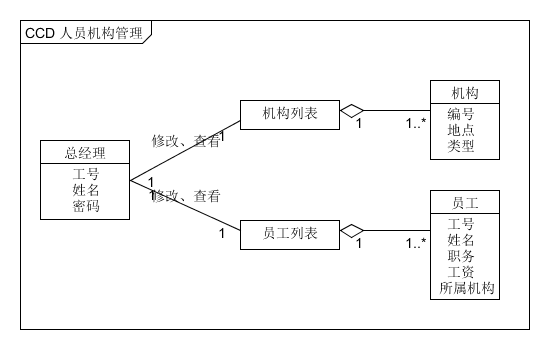 CCD 人员机构管理
总经理
工号
姓名
密码
修改、查看
1
1
修改、查看
1
1
机构列表
1
1..*
机构
编号
地点
类型
员工列表
1
1..*
员工
工号
姓名
职务
工资
所属机构